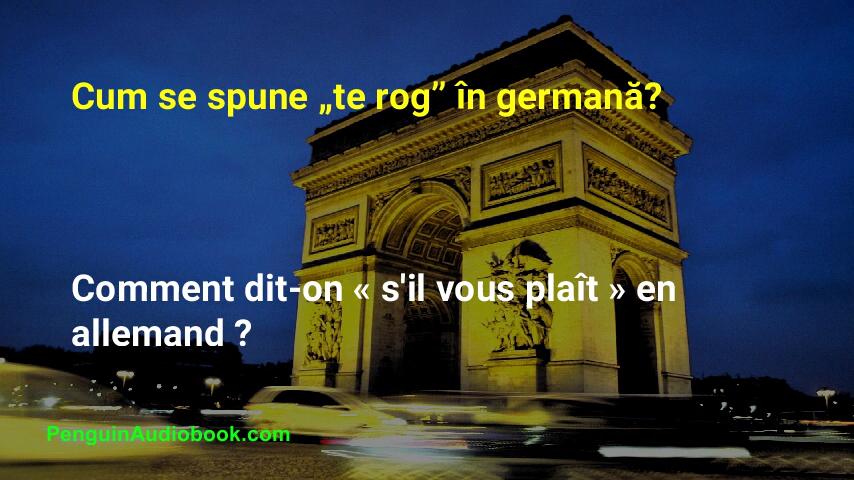 Cum se spune „te rog” în germană?
Comment dit-on « s'il vous plaît » en
allemand ?
PenguinAudiobook.com